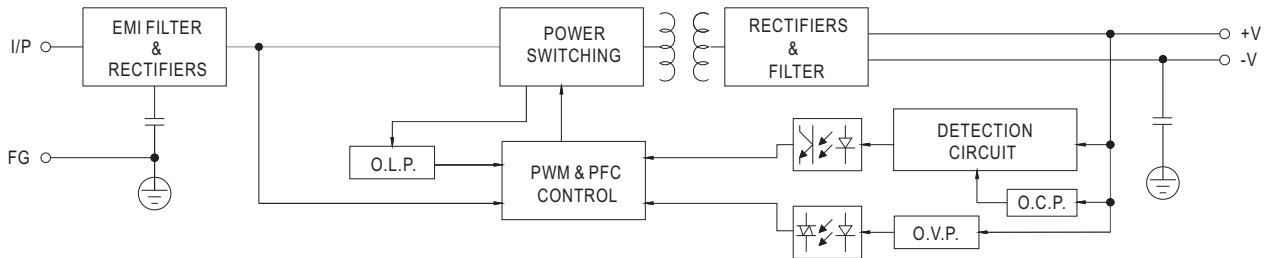 I/P
EMI FILTER
&
RECTIFIERS
POWER
SWITCHING
RECTIFIERS
&
FILTER
+V
-V
FG
O.L.P.
PWM & PFC
CONTROL
DETECTION
CIRCUIT
O.C.P.
O.V.P.